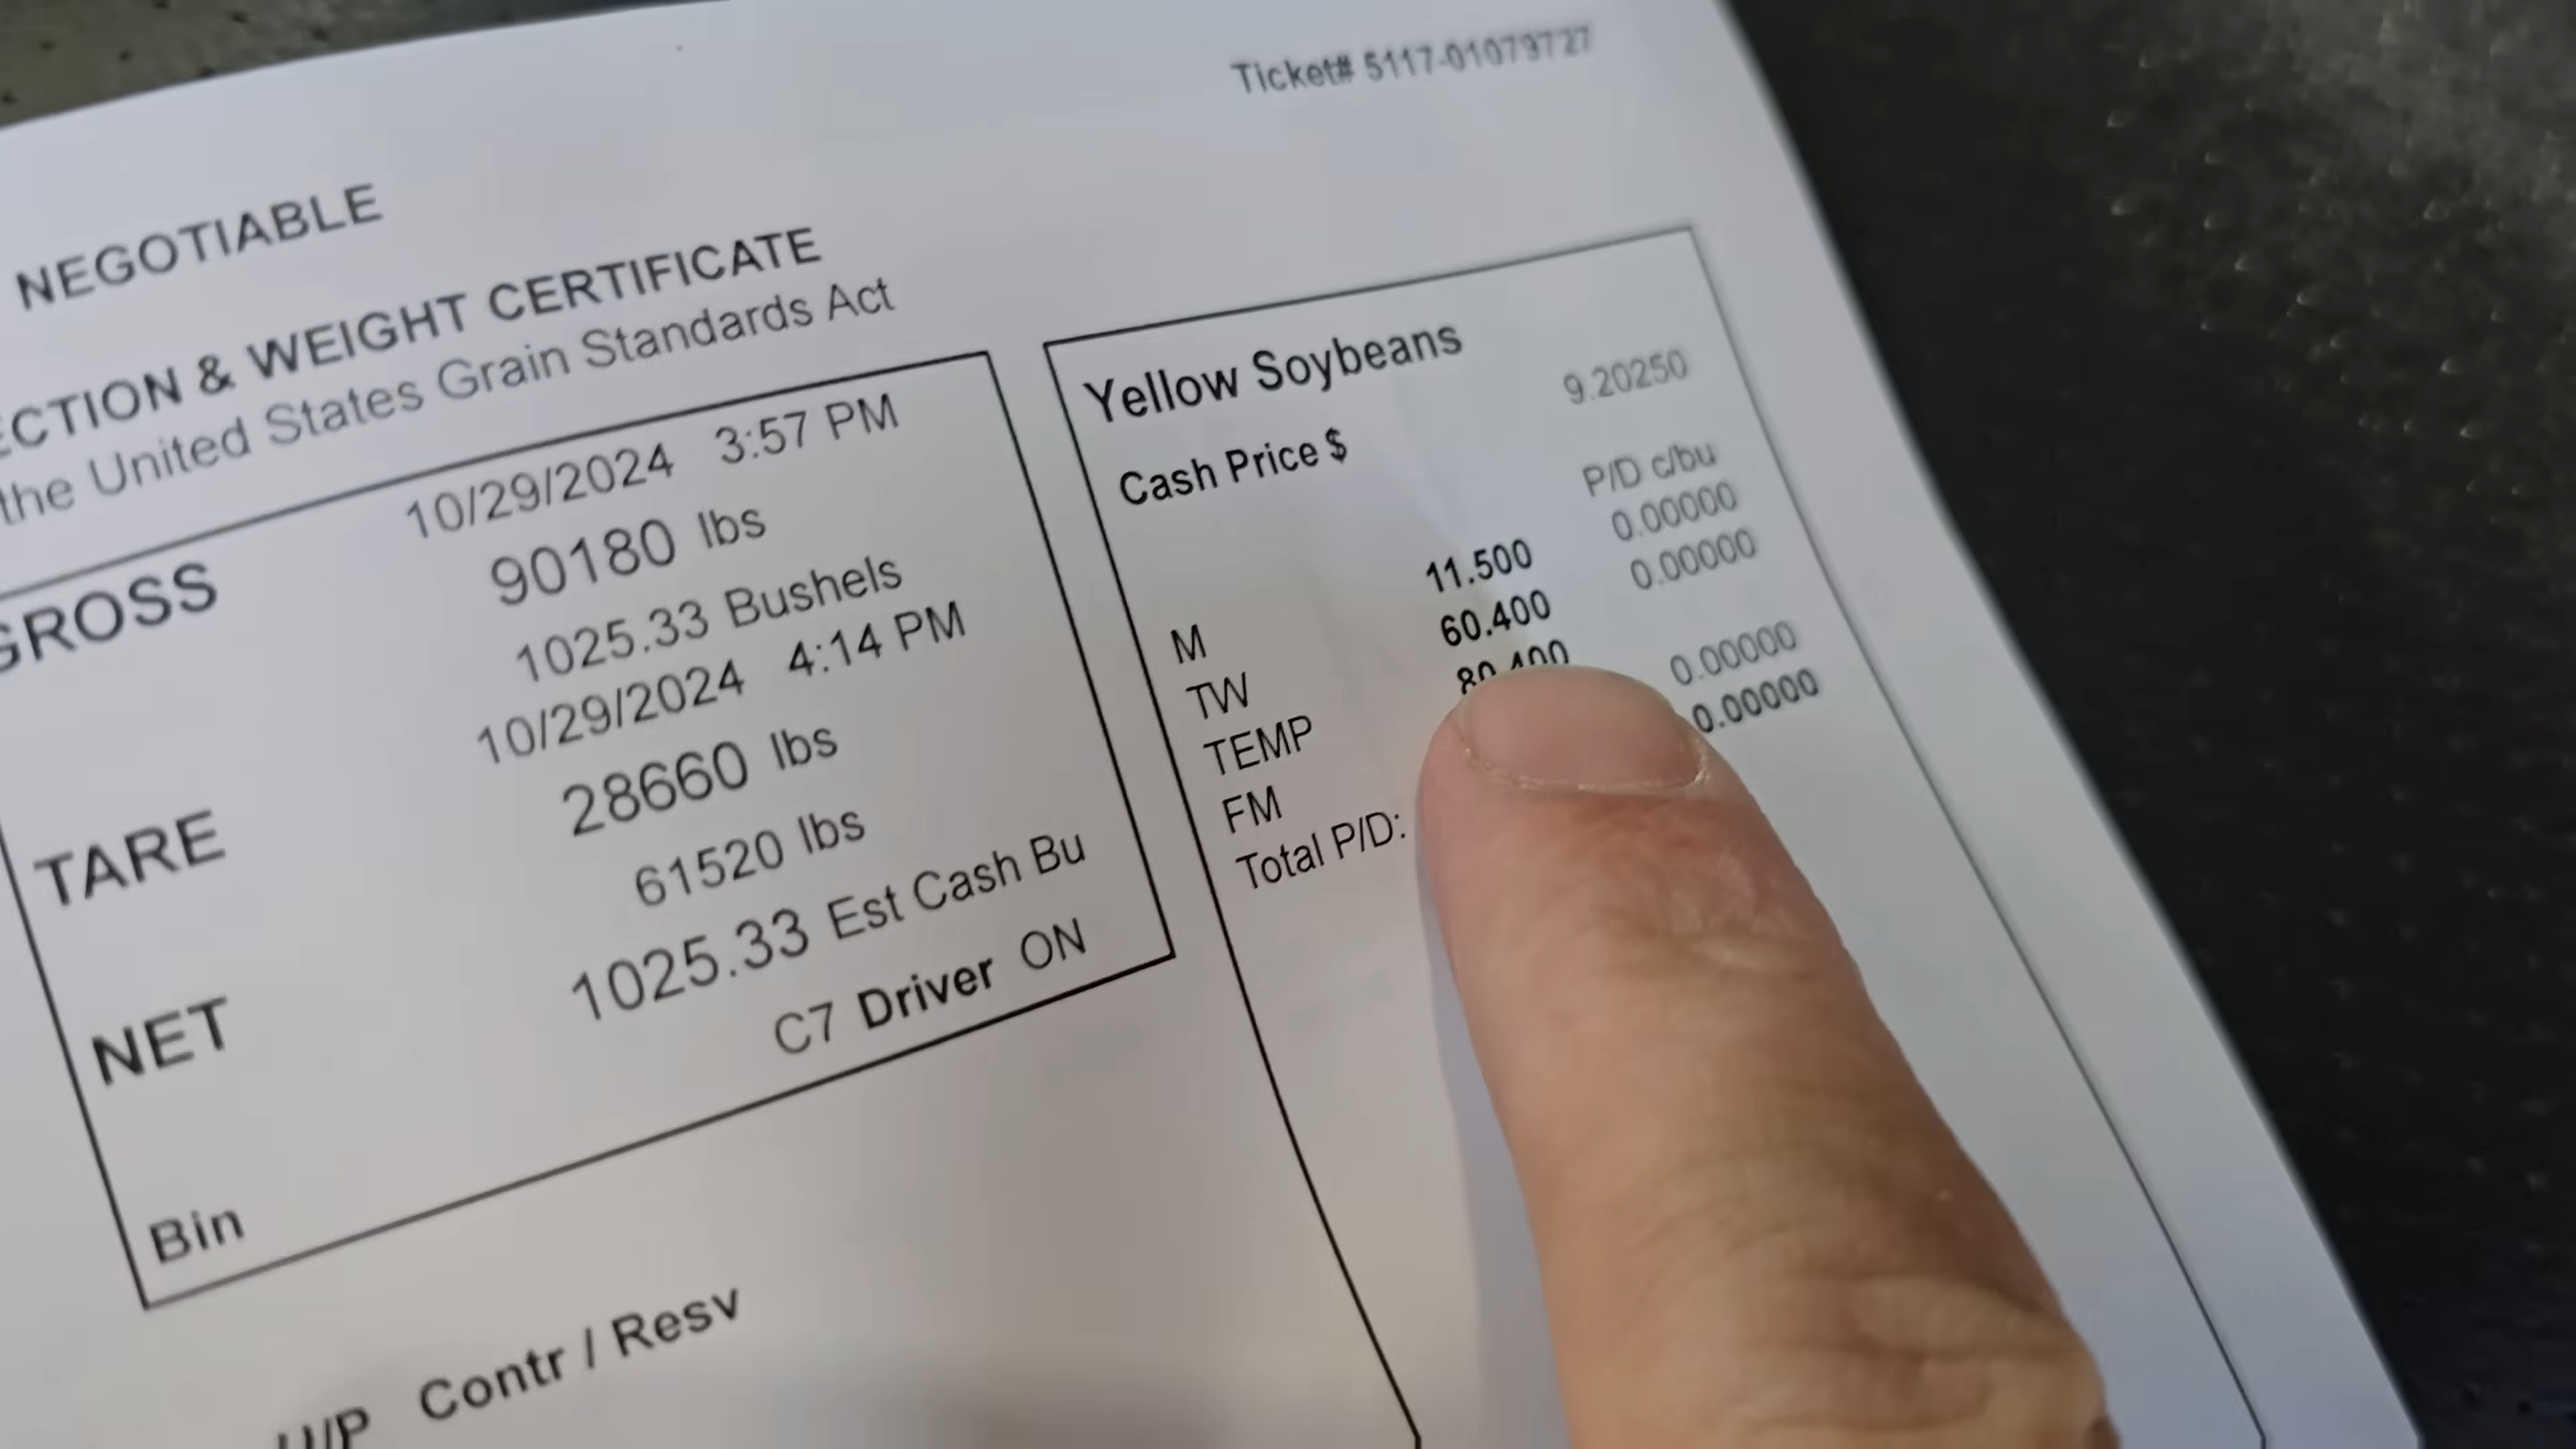 Ticket# 5117-01079727
NEGOTIABLE
ECTION & WEIGHT CERTIFICATE
the United States Grain Standards Act
GROSS
10/29/2024 3:57 PM
90180 lbs
1025.33 Bushels
10/29/2024 4:14 PM
TARE
28660 lbs
61520 lbs
NET
1025.33 Est Cash Bu
C7 Driver ON
Bin
Contr / Resv
Yellow Soybeans
Cash Price $ 9.20250
P/D c/bu
M 11.500 0.00000
TW 60.400 0.00000
TEMP 80.400
FM 0.00000
Total P/D: 0.00000